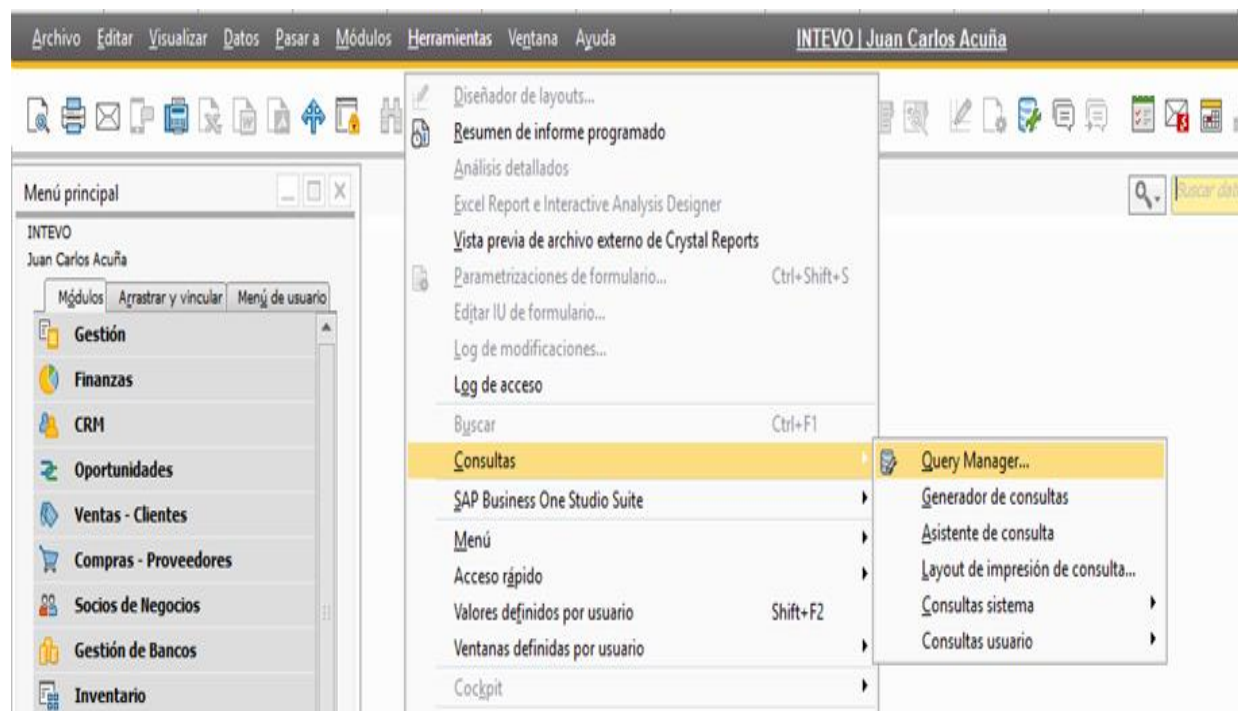 Archivo Editar Visualizar Datos Pasar a Módulos Herramientas Ventana Ayuda INTEVO | Juan Carlos Acuña
Diseñador de layouts...
Resumen de informe programado
Análisis detallados
Excel Report e Interactive Analysis Designer
Vista previa de archivo externo de Crystal Reports
Parametrizaciones de formulario... Ctrl+Shift+S
Editar IU de formulario...
Log de modificaciones...
Log de acceso
Buscar Ctrl+F1
Consultas
SAP Business One Studio Suite
Menú
Acceso rápido
Valores definidos por usuario Shift+F2
Ventanas definidas por usuario
Cockpit
Query Manager...
Generador de consultas
Asistente de consulta
Layout de impresión de consulta...
Consultas sistema
Consultas usuario
Buscar dat
Menú principal
INTEVO
Juan Carlos Acuña
Módulos Arrastrar y vincular Menú de usuario
Gestión
Finanzas
CRM
Oportunidades
Ventas - Clientes
Compras - Proveedores
Socios de Negocios
Gestión de Bancos
Inventario